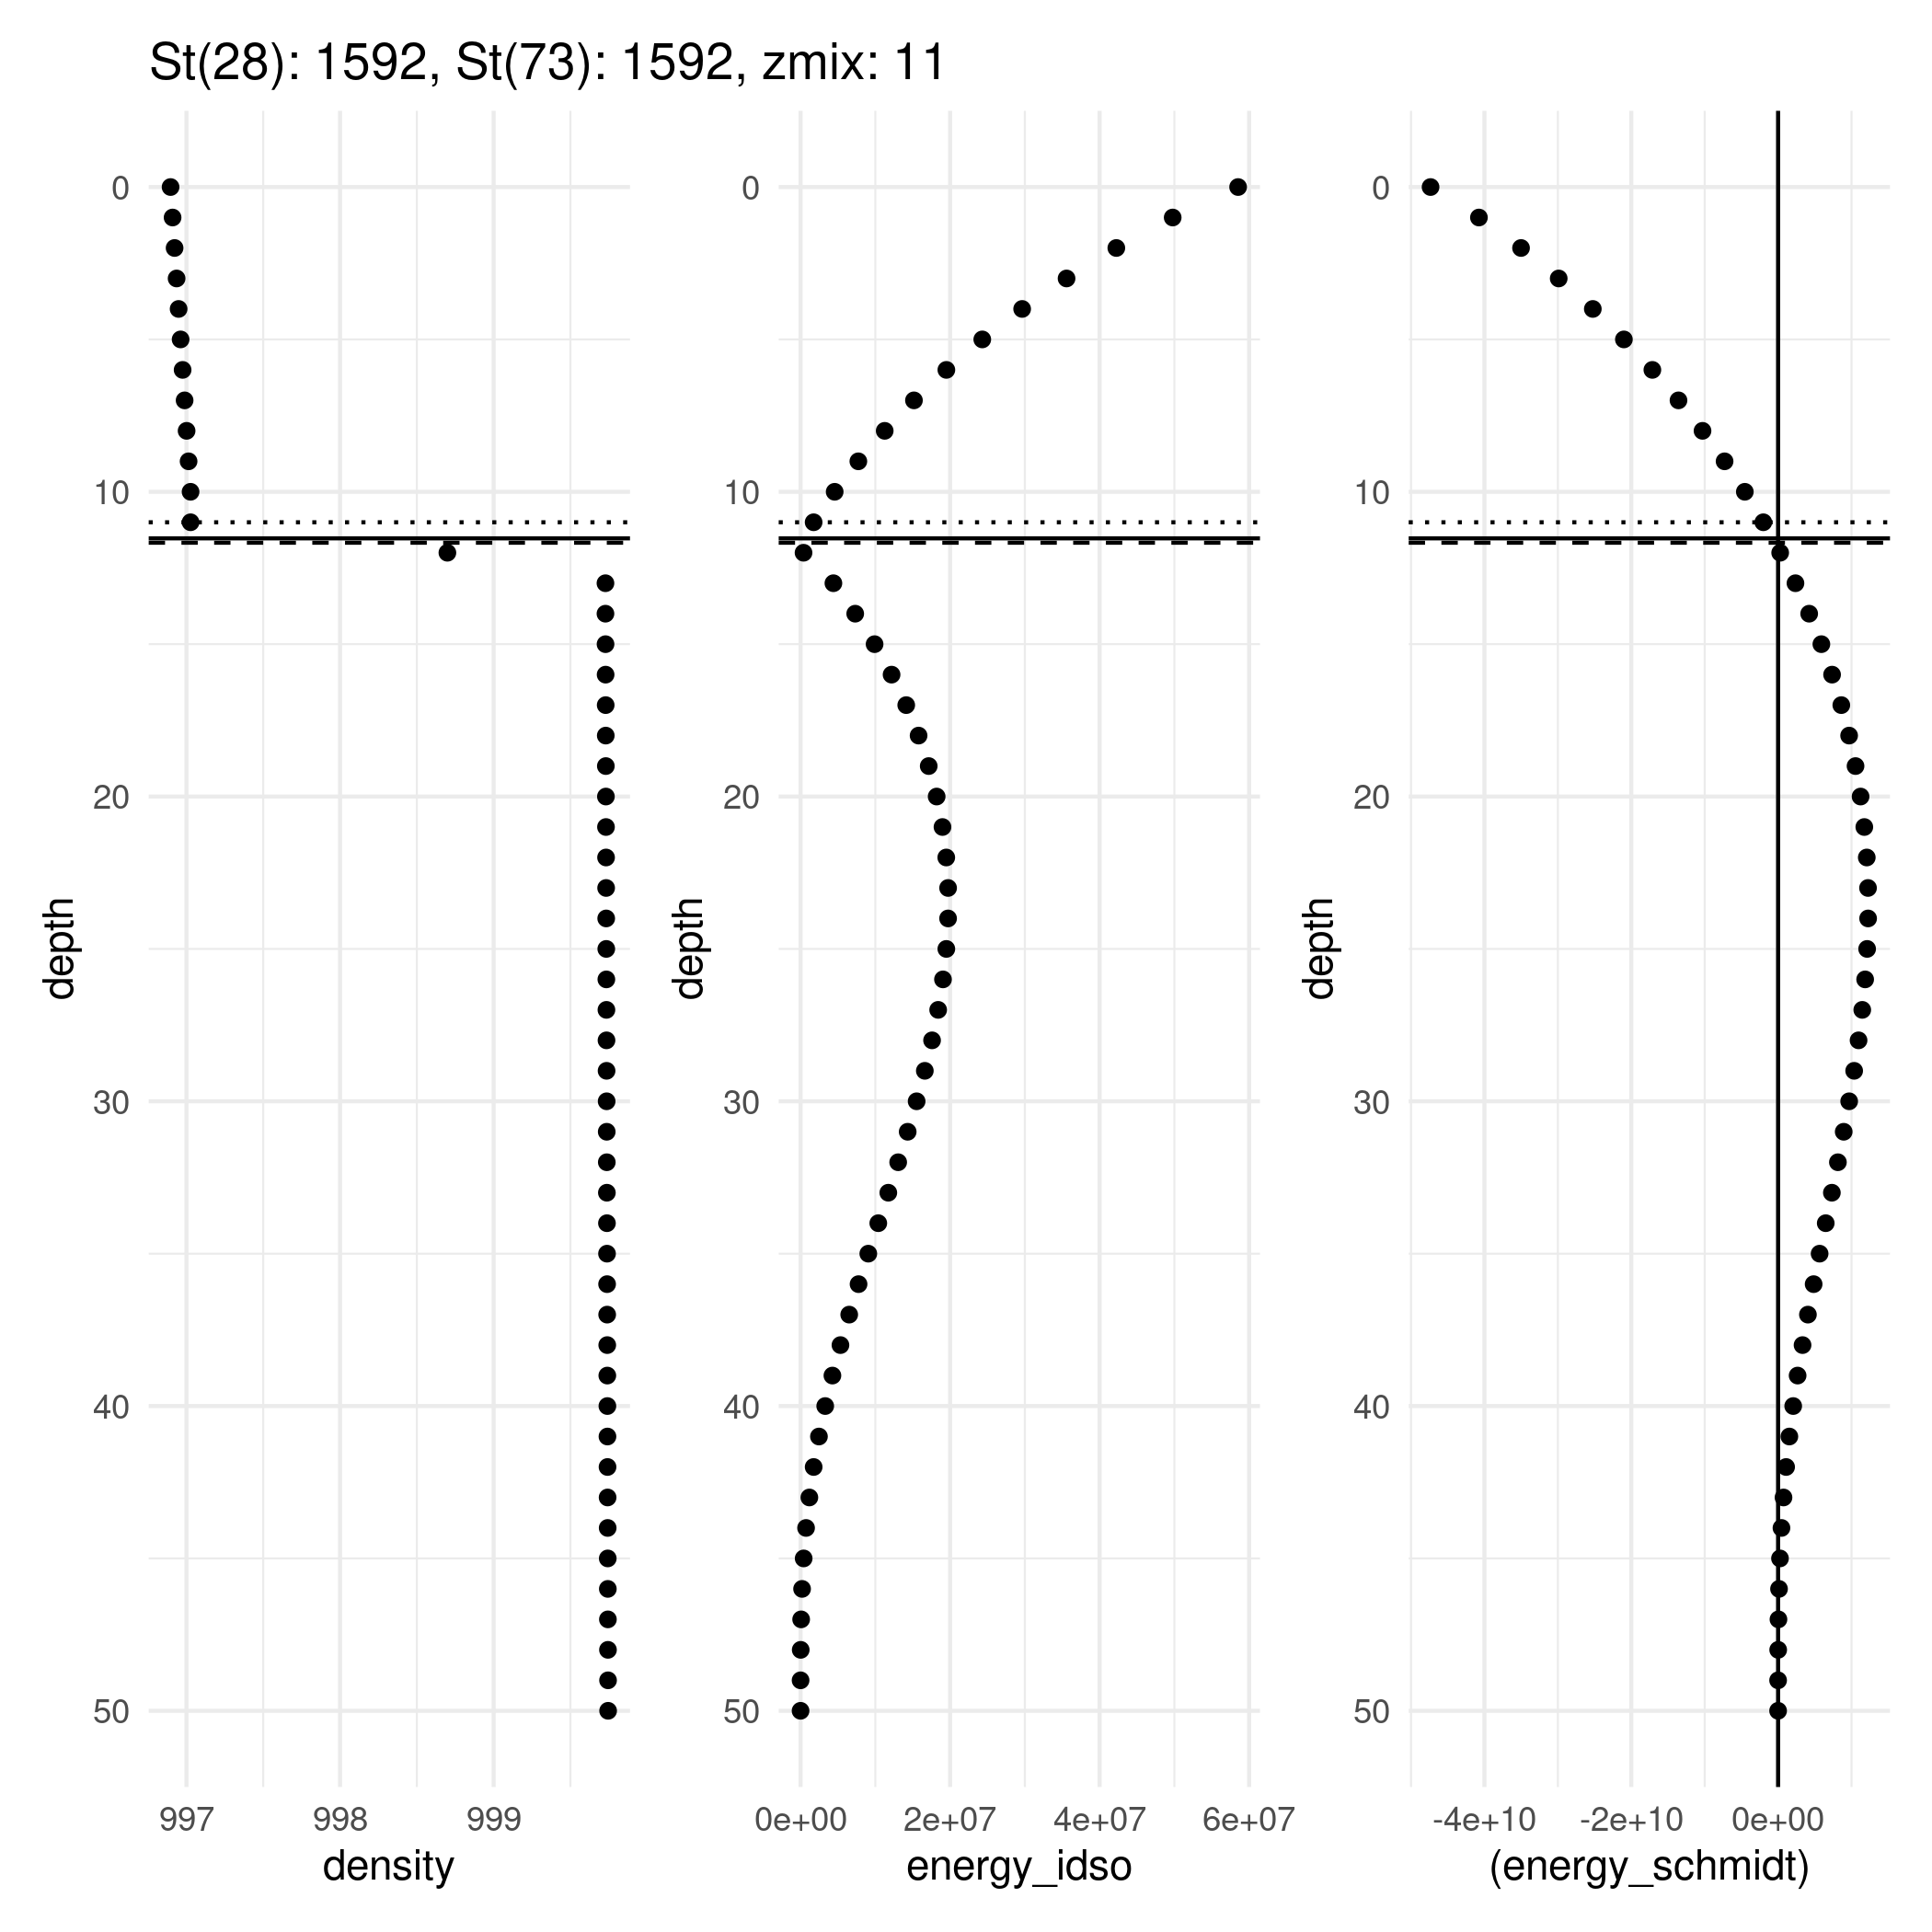 St(28): 1592, St(73): 1592, zmix: 11
0
10
20
30
40
50
depth
997 998 999
density
0
10
20
30
40
50
depth
0e+00 2e+07 4e+07 6e+07
energy_idso
0
10
20
30
40
50
depth
-4e+10 -2e+10 0e+00
(energy_schmidt)